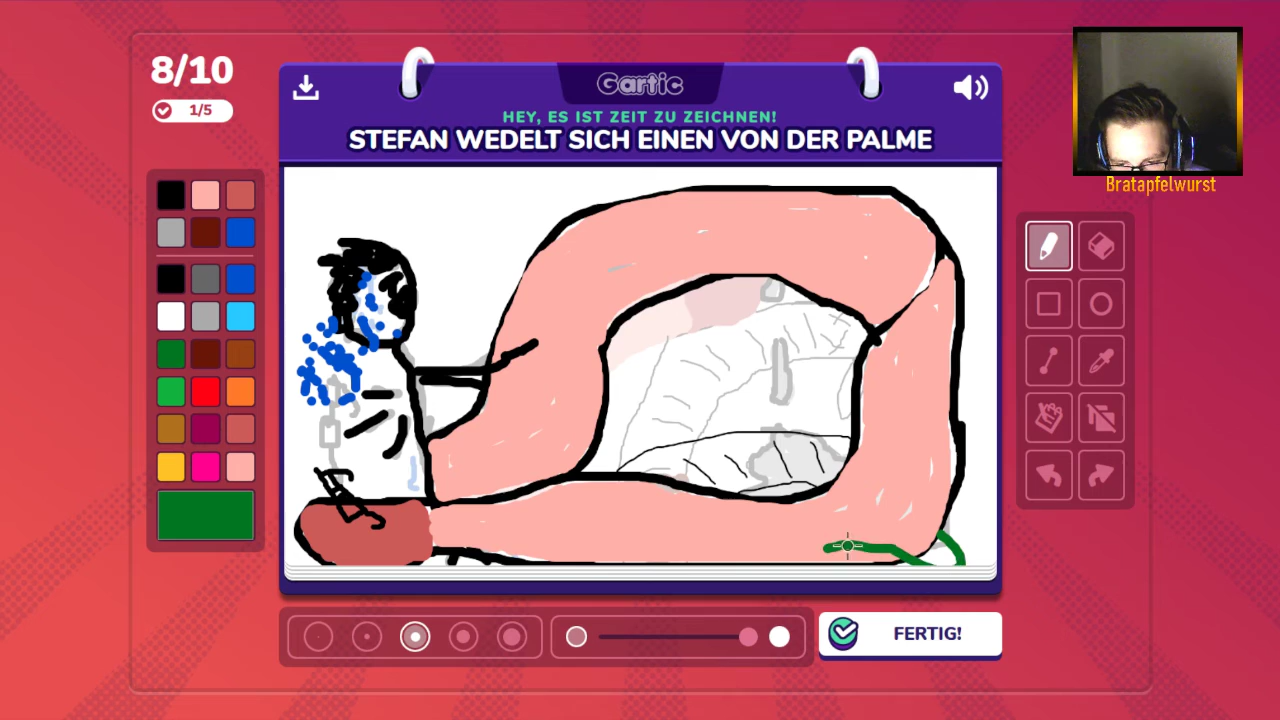 8/10
1/5
Gartic
HEY, ES IST ZEIT ZU ZEICHNEN!
STEFAN WEDELT SICH EINEN VON DER PALME
Bratapfelwurst
FERTIG!